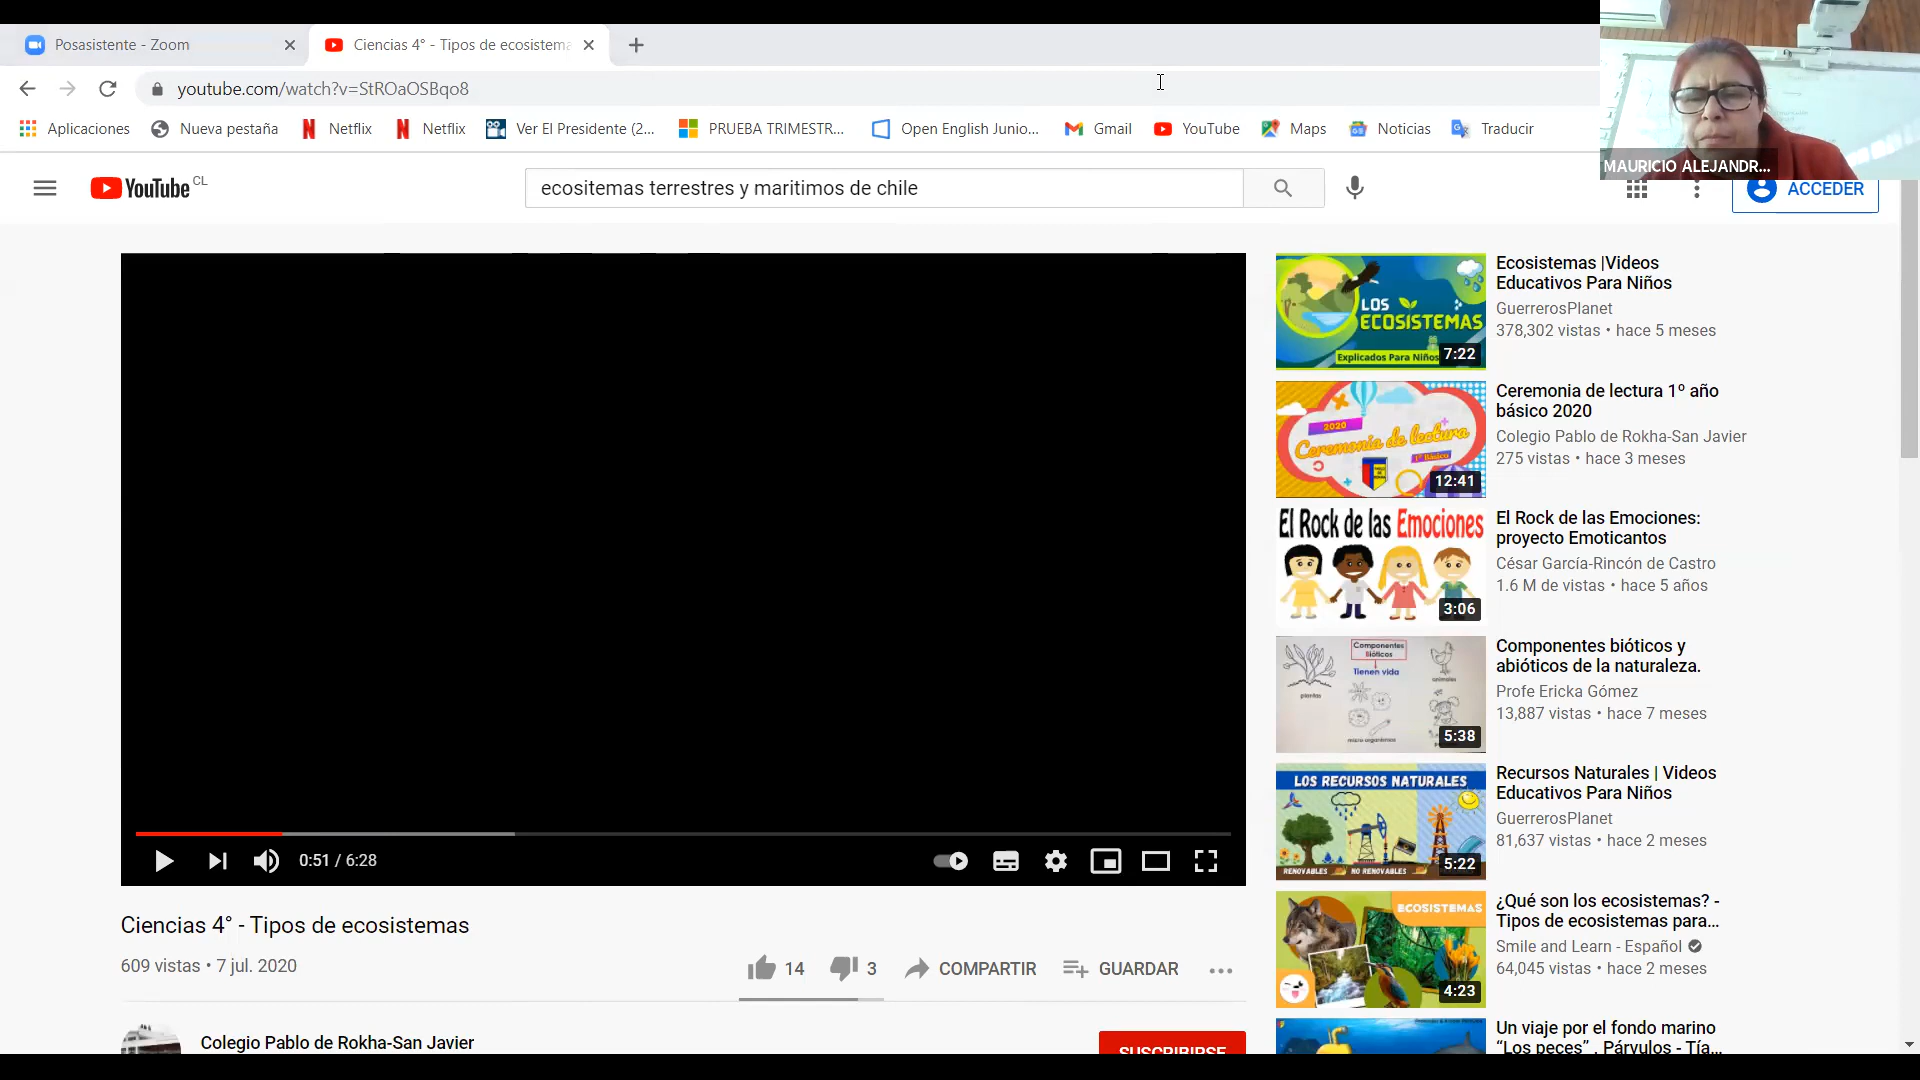 Posasistente - Zoom
Ciencias 4° - Tipos de ecosistema
youtube.com/watch?v=StROaOSBqo8
Aplicaciones
Nueva pestaña
Netflix
Netflix
Ver El Presidente (2...
PRUEBA TRIMESTR...
Open English Junio...
Gmail
YouTube
Maps
Noticias
Traducir
MAURICIO ALEJANDR...
YouTube CL
ecositemas terrestres y maritimos de chile
ACCEDER
0:51 / 6:28
Ciencias 4° - Tipos de ecosistemas
609 vistas • 7 jul. 2020
14
3
COMPARTIR
GUARDAR
Colegio Pablo de Rokha-San Javier
SUSCRIBIRSE
LOS
ECOSISTEMAS
Explicados Para Niños
7:22
Ecosistemas |Videos
Educativos Para Niños
GuerrerosPlanet
378,302 vistas • hace 5 meses
2020
Ceremonia de lectura
1º Básico
12:41
Ceremonia de lectura 1º año
básico 2020
Colegio Pablo de Rokha-San Javier
275 vistas • hace 3 meses
El Rock de las Emociones
3:06
El Rock de las Emociones:
proyecto Emoticantos
César García-Rincón de Castro
1.6 M de vistas • hace 5 años
Componentes
Bióticos
Tienen vida
plantas
animales
micro organismos
5:38
Componentes bióticos y
abióticos de la naturaleza.
Profe Ericka Gómez
13,887 vistas • hace 7 meses
LOS RECURSOS NATURALES
RENOVABLES
NO RENOVABLES
5:22
Recursos Naturales | Videos
Educativos Para Niños
GuerrerosPlanet
81,637 vistas • hace 2 meses
ECOSISTEMAS
4:23
¿Qué son los ecosistemas? -
Tipos de ecosistemas para...
Smile and Learn - Español
64,045 vistas • hace 2 meses
Un viaje por el fondo marino
“Los peces” . Párvulos - Tía...